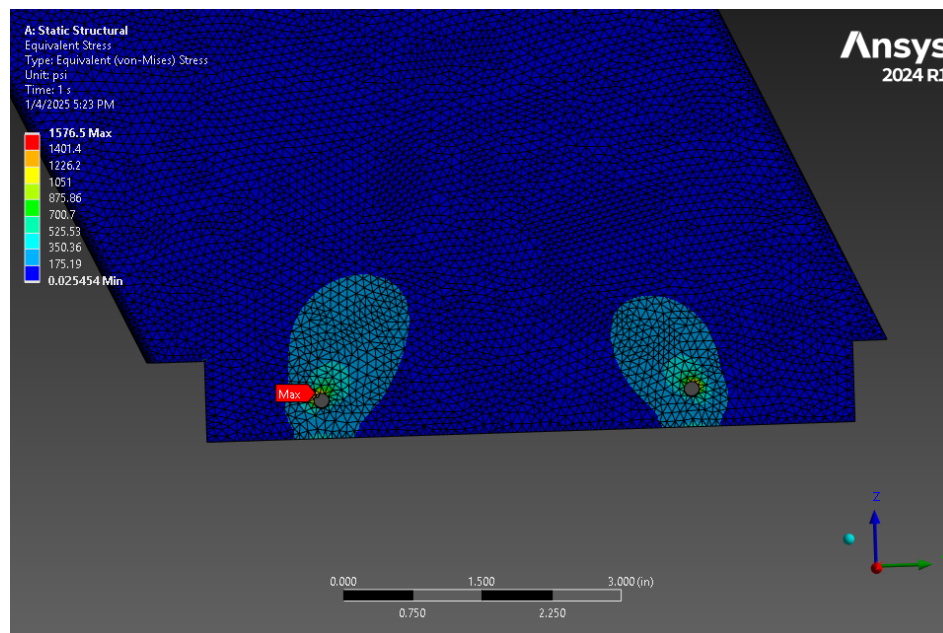 A: Static Structural
Equivalent Stress
Type: Equivalent (von-Mises) Stress
Unit: psi
Time: 1 s
1/4/2025 5:23 PM
1576.5 Max
1401.4
1226.2
1051
875.86
700.7
525.53
350.36
175.19
0.025454 Min
Ansys
2024 R1
Max
Z
0.000 1.500 3.000 (in)
0.750 2.250